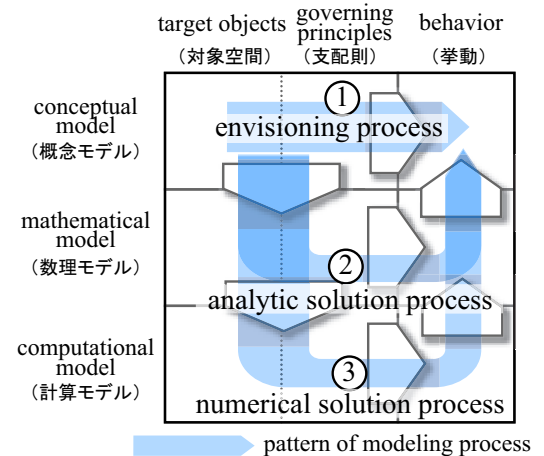 target objects
(対象空間)
governing
principles
(支配則)
behavior
(挙動)
conceptual
model
(概念モデル)
①
envisioning process
mathematical
model
(数理モデル)
②
analytic solution process
computational
model
(計算モデル)
③
numerical solution process
pattern of modeling process